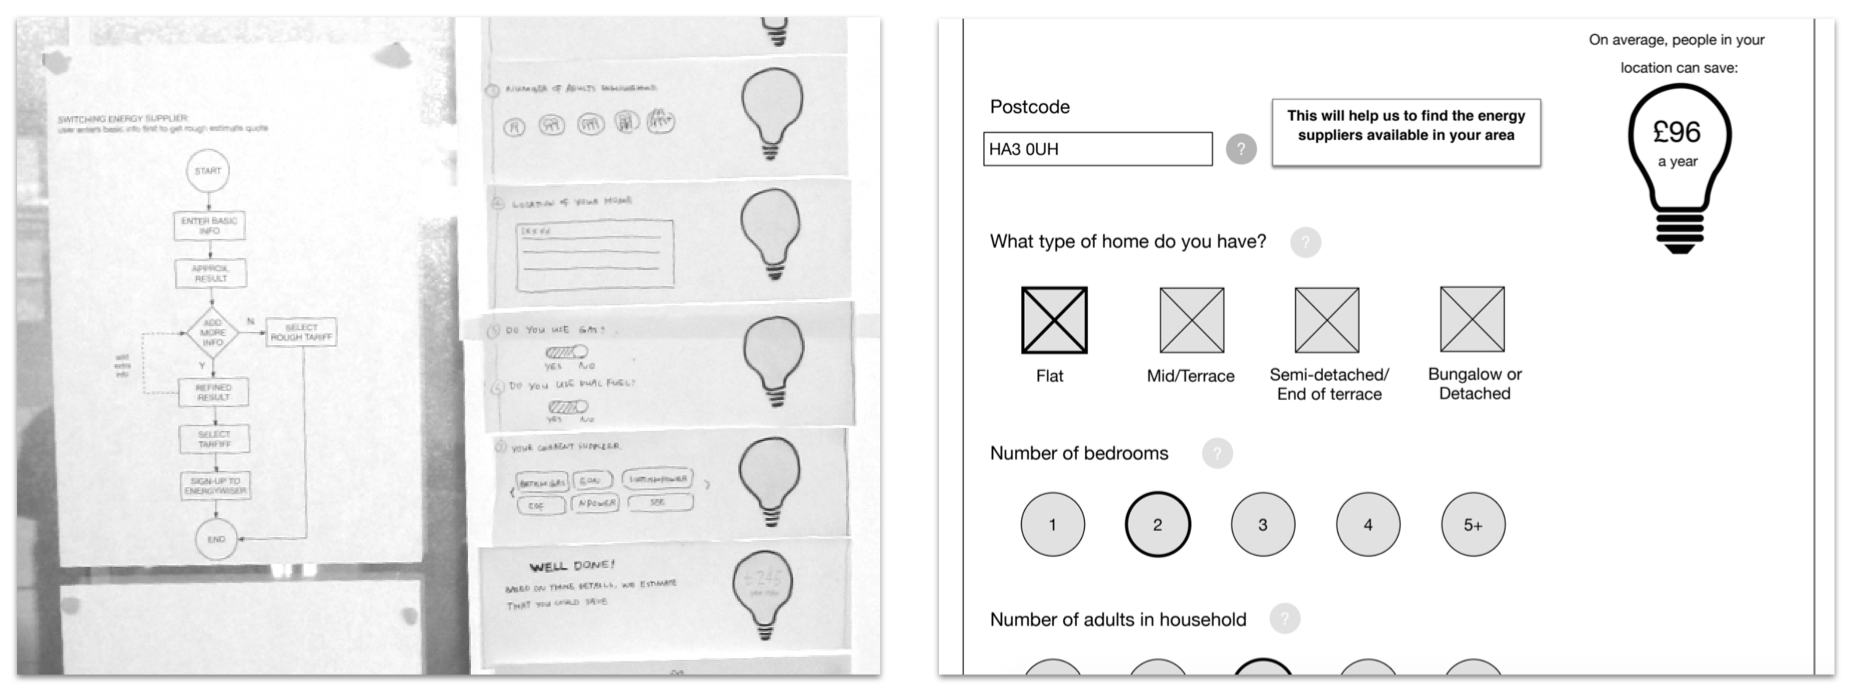 SWITCHING ENERGY SUPPLIER:
user enters basic info first to get rough estimate quote
START
ENTER BASIC
INFO
APPROX.
RESULT
ADD
MORE
INFO
N
SELECT
ROUGH TARIFF
add
extra
info
Y
REFINED
RESULT
SELECT
TARIFF
SIGN-UP TO
ENERGYWISER
END
3 NUMBER OF ADULTS IN HOUSEHOLD
4 LOCATION OF YOUR HOME
5 DO YOU USE GAS?
YES NO
6 DO YOU USE DUAL FUEL?
YES NO
7 YOUR CURRENT SUPPLIER
BRITISH GAS EON SCOTTISHPOWER
EDF NPOWER SSE
WELL DONE!
BASED ON THESE DETAILS, WE ESTIMATE
THAT YOU COULD SAVE
£245
On average, people in your
location can save:
£96
a year
Postcode
HA3 0UH
?
This will help us to find the energy
suppliers available in your area
What type of home do you have?
?
Flat
Mid/Terrace
Semi-detached/
End of terrace
Bungalow or
Detached
Number of bedrooms
?
1 2 3 4 5+
Number of adults in household
?